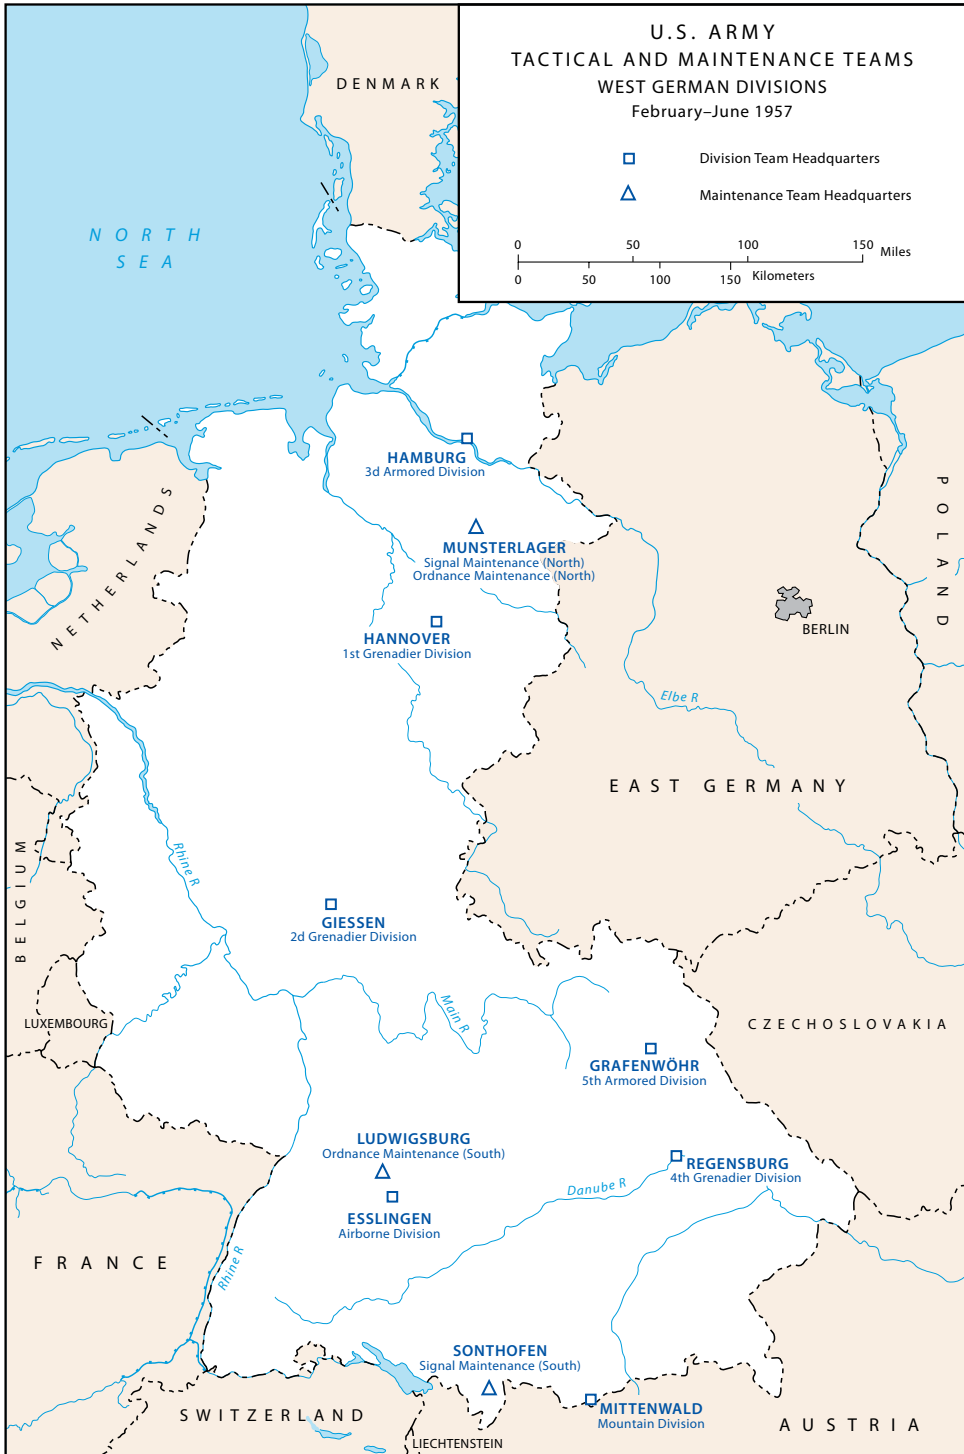 U.S. ARMY
TACTICAL AND MAINTENANCE TEAMS
WEST GERMAN DIVISIONS
February–June 1957
Division Team Headquarters
Maintenance Team Headquarters
0 50 100 150 Miles
0 50 100 150 Kilometers
DENMARK
NORTH
SEA
HAMBURG
3d Armored Division
NETHERLANDS
POLAND
MUNSTERLAGER
Signal Maintenance (North)
Ordnance Maintenance (North)
BERLIN
HANNOVER
1st Grenadier Division
Elbe R
EAST GERMANY
BELGIUM
Rhine R
GIESSEN
2d Grenadier Division
LUXEMBOURG
Main R
CZECHOSLOVAKIA
GRAFENWÖHR
5th Armored Division
LUDWIGSBURG
Ordnance Maintenance (South)
REGENSBURG
4th Grenadier Division
Danube R
ESSLINGEN
Airborne Division
FRANCE
Rhine R
SONTHOFEN
Signal Maintenance (South)
MITTENWALD
Mountain Division
SWITZERLAND
AUSTRIA
LIECHTENSTEIN